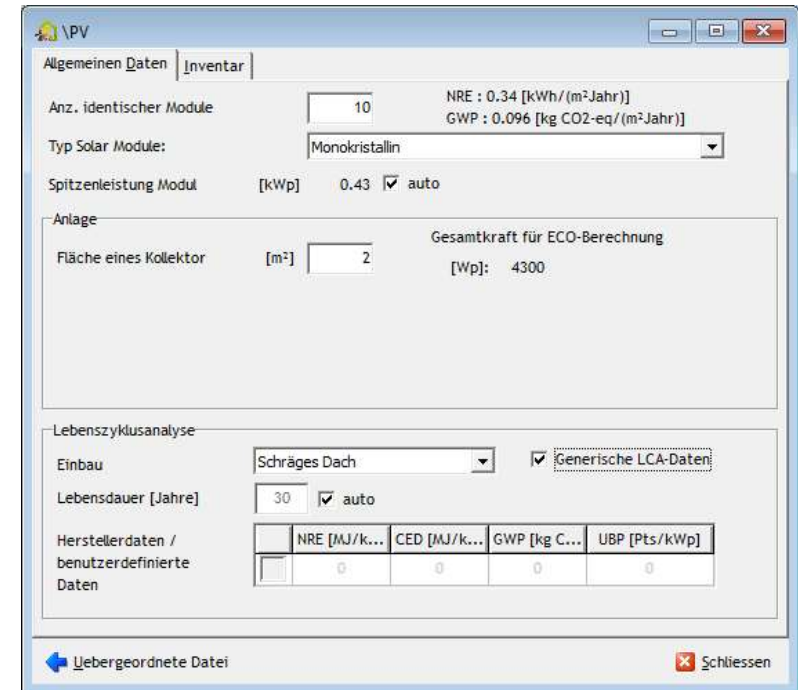 \PV
Allgemeinen Daten
Inventar
Anz. identischer Module
10
NRE : 0.34 [kWh/(m²Jahr)]
GWP : 0.096 [kg CO2-eq/(m²Jahr)]
Typ Solar Module:
Monokristallin
Spitzenleistung Modul [kWp] 0.43 auto
Anlage
Gesamtkraft für ECO-Berechnung
Fläche eines Kollektor [m²] 2
[Wp]: 4300
Lebenszyklusanalyse
Einbau Schräges Dach Generische LCA-Daten
Lebensdauer [Jahre] 30 auto
Herstellerdaten /
benutzerdefinierte
Daten
NRE [MJ/k... CED [MJ/k... GWP [kg C... UBP [Pts/kWp]
0 0 0 0
Uebergeordnete Datei Schliessen